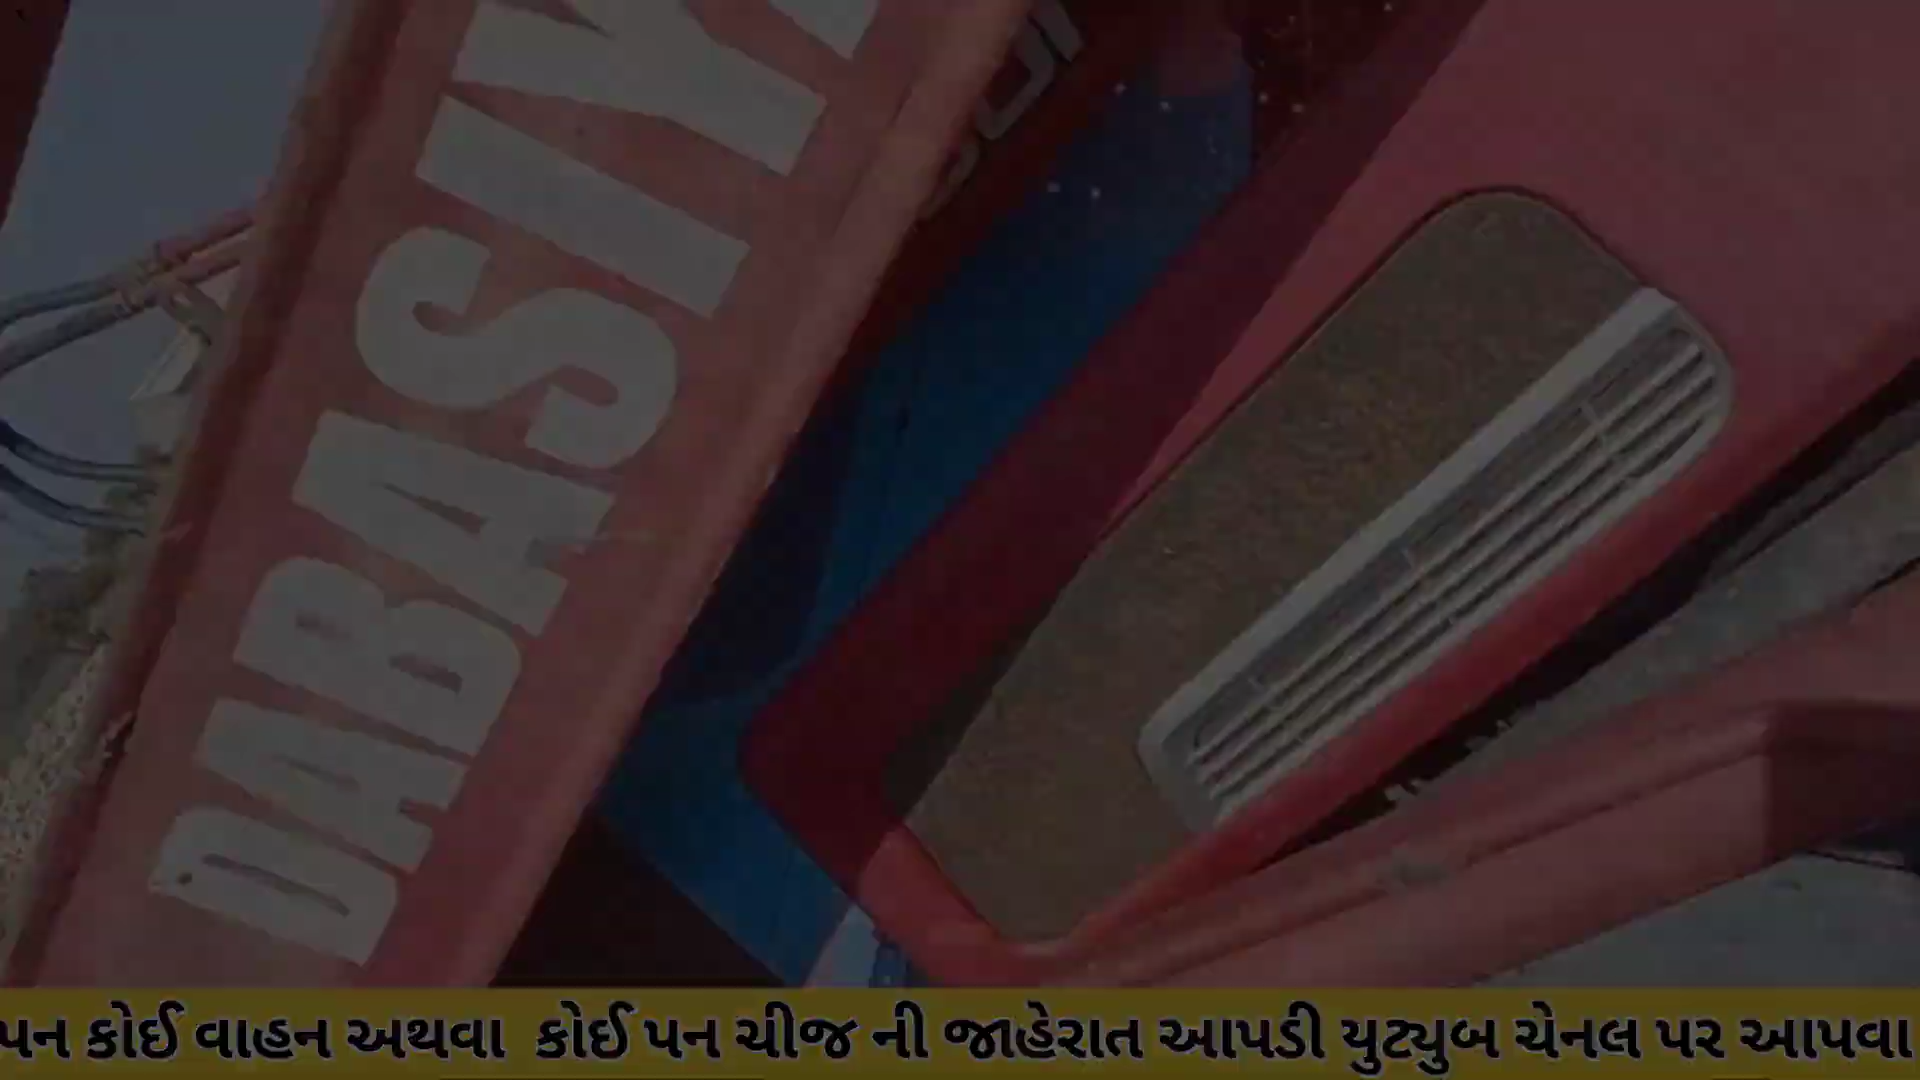 DABASIY
પન કોઈ વાહન અથવા કોઈ પન ચીજ ની જાહેરાત આપડી યુટ્યુબ ચેનલ પર આપવા